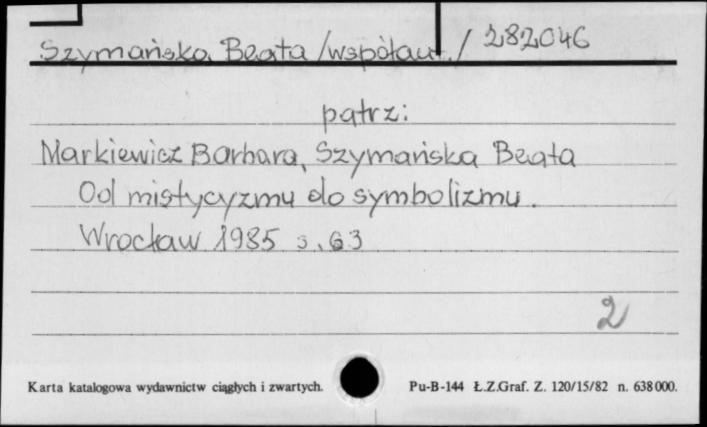 Szymańska, Beata /współaut./ 282046
patrz:
Markiewicz Barbara, Szymańska Beata
Od mistycyzmu do symbolizmu.
Wrocław 1985 s. 63
2
Karta katalogowa wydawnictw ciągłych i zwartych.
Pu-B-144 Ł.Z.Graf. Z. 120/15/82 n. 638000.